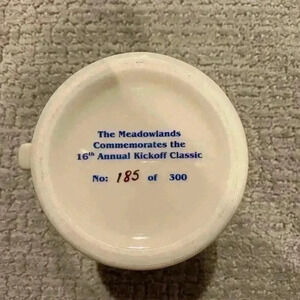 The Meadowlands
Commemorates the
16th Annual Kickoff Classic
No: 185 of 300